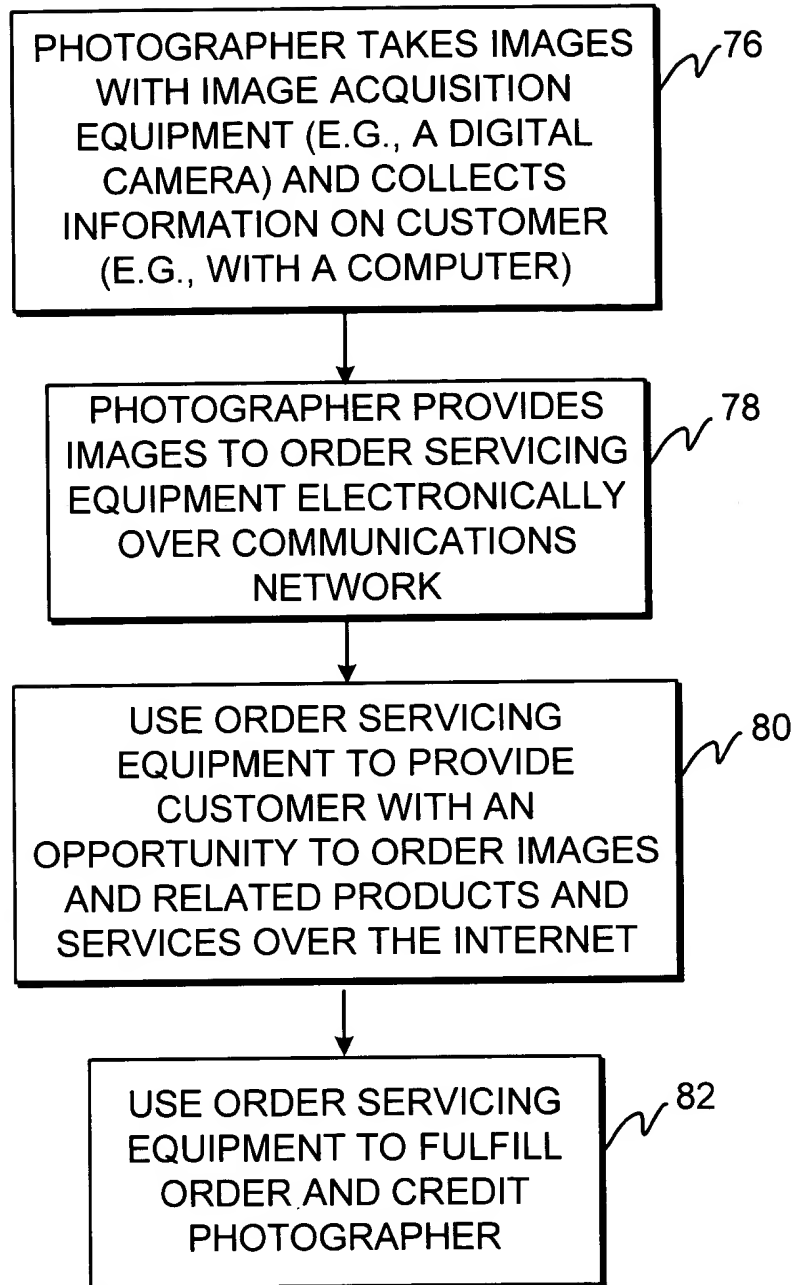 PHOTOGRAPHER TAKES IMAGES
WITH IMAGE ACQUISITION
EQUIPMENT (E.G., A DIGITAL
CAMERA) AND COLLECTS
INFORMATION ON CUSTOMER
(E.G., WITH A COMPUTER)
76
PHOTOGRAPHER PROVIDES
IMAGES TO ORDER SERVICING
EQUIPMENT ELECTRONICALLY
OVER COMMUNICATIONS
NETWORK
78
USE ORDER SERVICING
EQUIPMENT TO PROVIDE
CUSTOMER WITH AN
OPPORTUNITY TO ORDER IMAGES
AND RELATED PRODUCTS AND
SERVICES OVER THE INTERNET
80
USE ORDER SERVICING
EQUIPMENT TO FULFILL
ORDER AND CREDIT
PHOTOGRAPHER
82